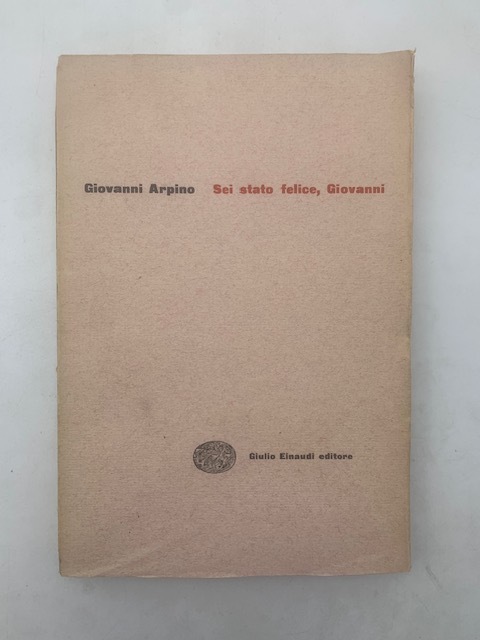 Giovanni Arpino Sei stato felice, Giovanni
Giulio Einaudi editore